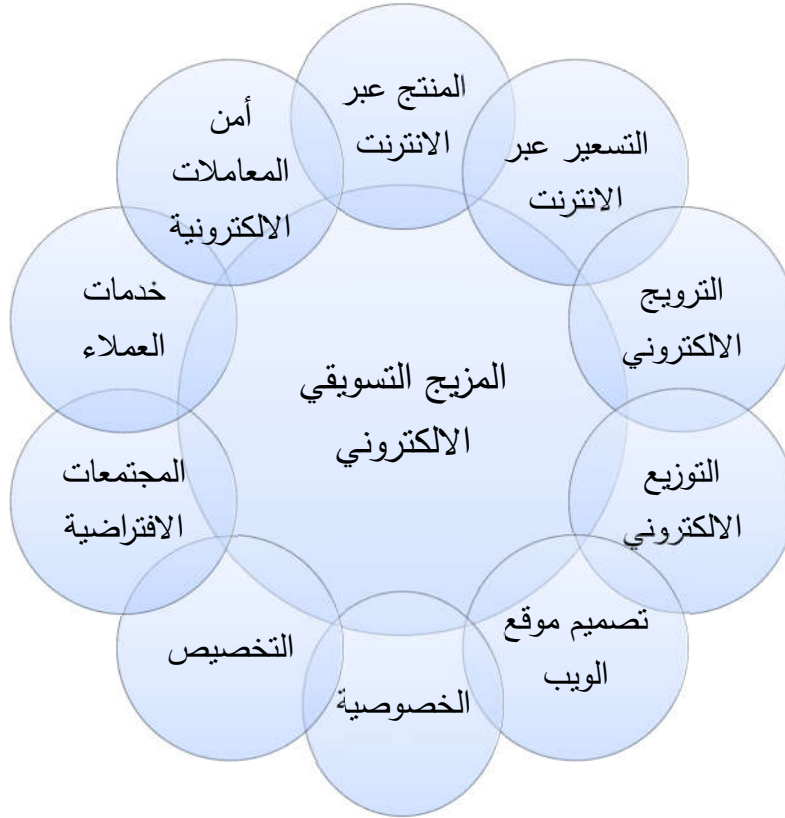 المنتج عبر
الانترنت
التسعير عبر
الانترنت
الترويج
الالكتروني
التوزيع
الالكتروني
تصميم موقع
الويب
الخصوصية
التخصيص
المجتمعات
الافتراضية
خدمات
العملاء
أمن
المعاملات
الالكترونية
المزيج التسويقي
الالكتروني